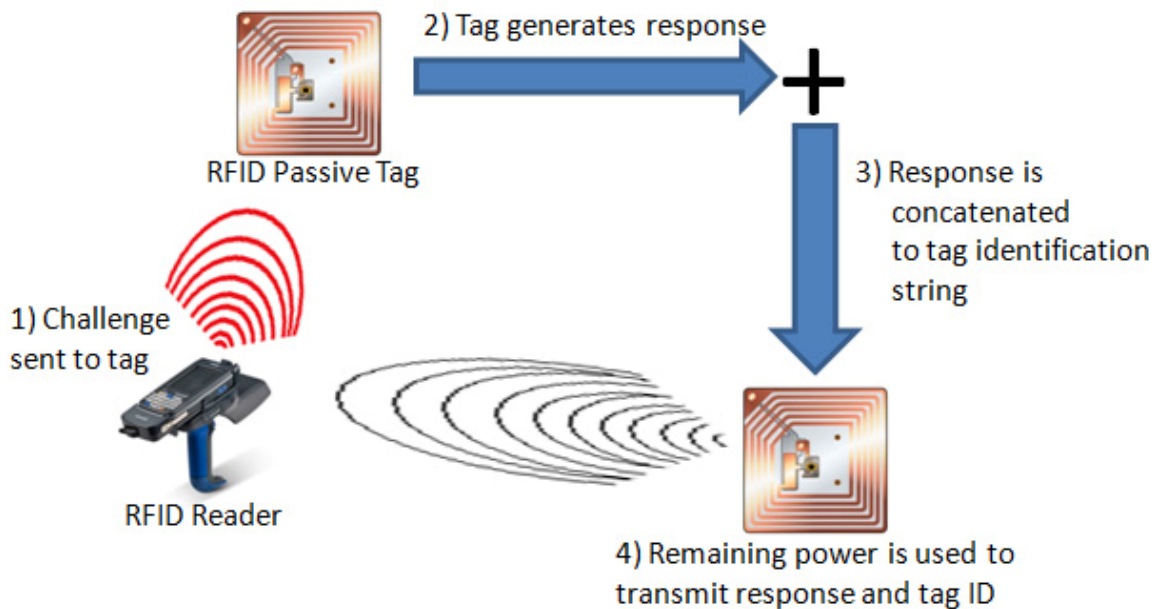 2) Tag generates response
RFID Passive Tag
3) Response is
concatenated
to tag identification
string
1) Challenge
sent to tag
RFID Reader
4) Remaining power is used to
transmit response and tag ID